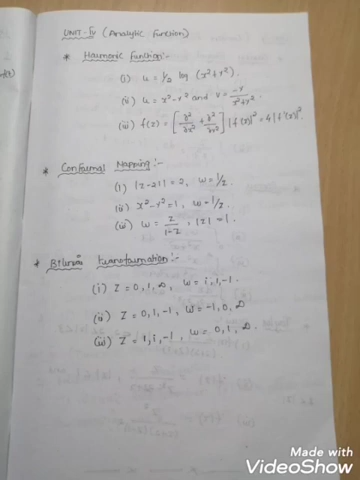 UNIT-IV (Analytic Function)
* Harmonic Function :-
(i) u = 1/2 log (x²+y²).
(ii) u = x²-y² and v = -y/x²+y².
(iii) f(z) = [∂²/∂x² + ∂²/∂y²] |f(z)|² = 4|f'(z)|².
* Conformal Mapping :-
(i) |z-2i| = 2, w = 1/z.
(ii) x²-y² = 1, w = 1/z.
(iii) w = z/1-z, |z| = 1.
* Bilinear transformation :-
(i) z = 0, 1, ∞, w = i, 1, -1.
(ii) z = 0, 1, -1, w = -1, 0, ∞
(iii) z = 1, i, -1, w = 0, 1, ∞.
Made with
VideoShow